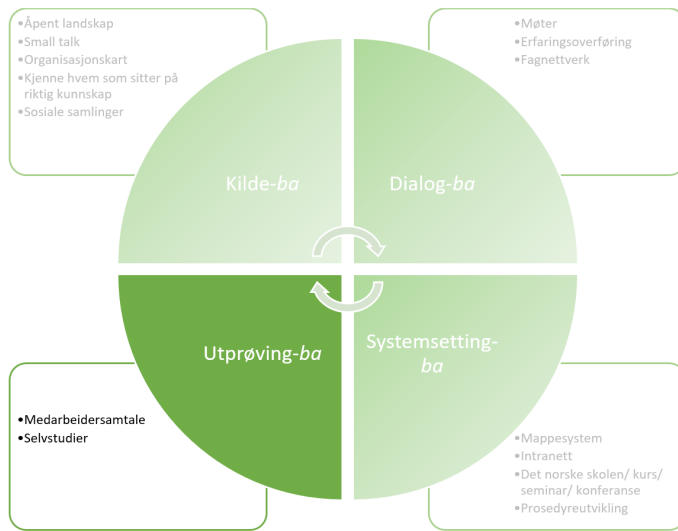 •Åpent landskap
•Small talk
•Organisasjonskart
•Kjenne hvem som sitter på
riktig kunnskap
•Sosiale samlinger
•Møter
•Erfaringsoverføring
•Fagnettverk
Kilde-ba
Dialog-ba
Utprøving-ba
Systemsetting-
ba
•Medarbeidersamtale
•Selvstudier
•Mappesystem
•Intranett
•Det norske skolen/ kurs/
seminar/ konferanse
•Prosedyreutvikling